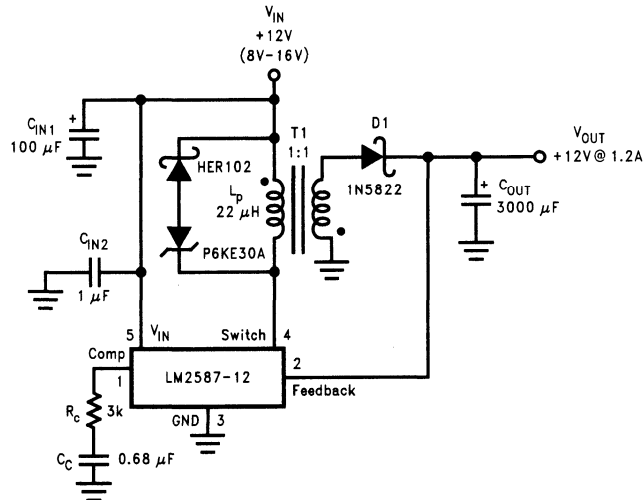 V_IN
+12V
(8V–16V)
C_IN1
+
100 µF
T1
1:1
D1
1N5822
V_OUT
+12V @ 1.2A
HER102
L_p
22 µH
P6KE30A
+
C_OUT
3000 µF
C_IN2
1 µF
5
V_IN
Switch
4
Comp
1
LM2587-12
2
Feedback
GND
3
R_c
3k
C_C
0.68 µF